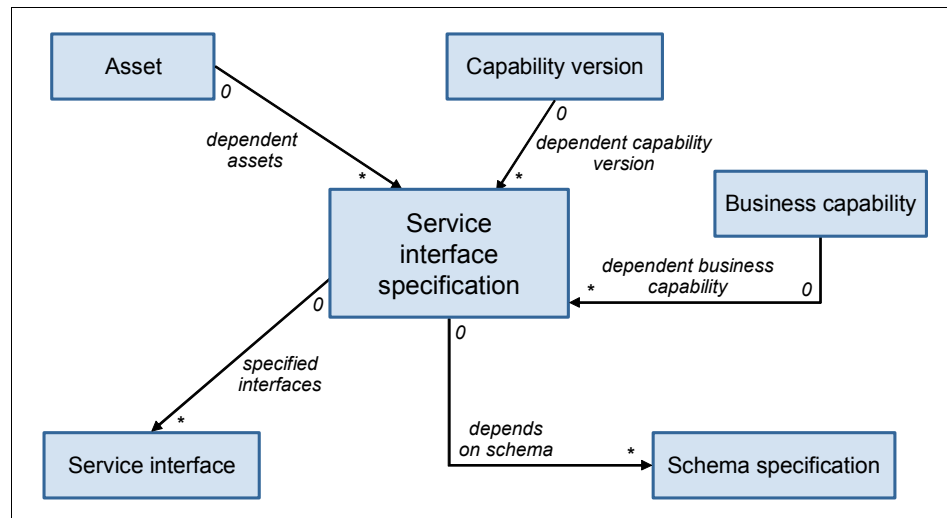 Asset
Capability version
0
0
dependent
assets
dependent capability
version
*
*
Service
interface
specification
Business capability
dependent business
capability
*
0
0
0
specified
interfaces
*
depends
on schema
*
Service interface
Schema specification